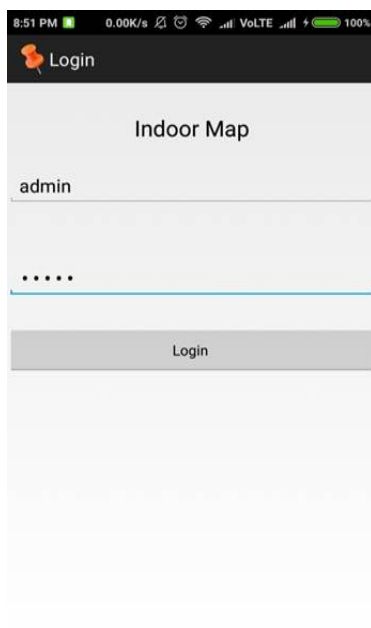 8:51 PM 0.00K/s VoLTE 100%
Login
Indoor Map
admin
•••••
Login